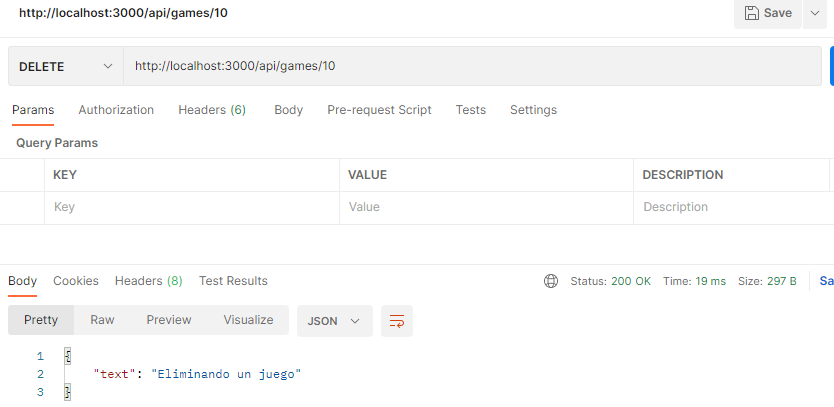 http://localhost:3000/api/games/10 Save
DELETE http://localhost:3000/api/games/10
Params Authorization Headers (6) Body Pre-request Script Tests Settings
Query Params
KEY VALUE DESCRIPTION
Key Value Description
Body Cookies Headers (8) Test Results Status: 200 OK Time: 19 ms Size: 297 B Sa
Pretty Raw Preview Visualize JSON
1 {
2 "text": "Eliminando un juego"
3 }